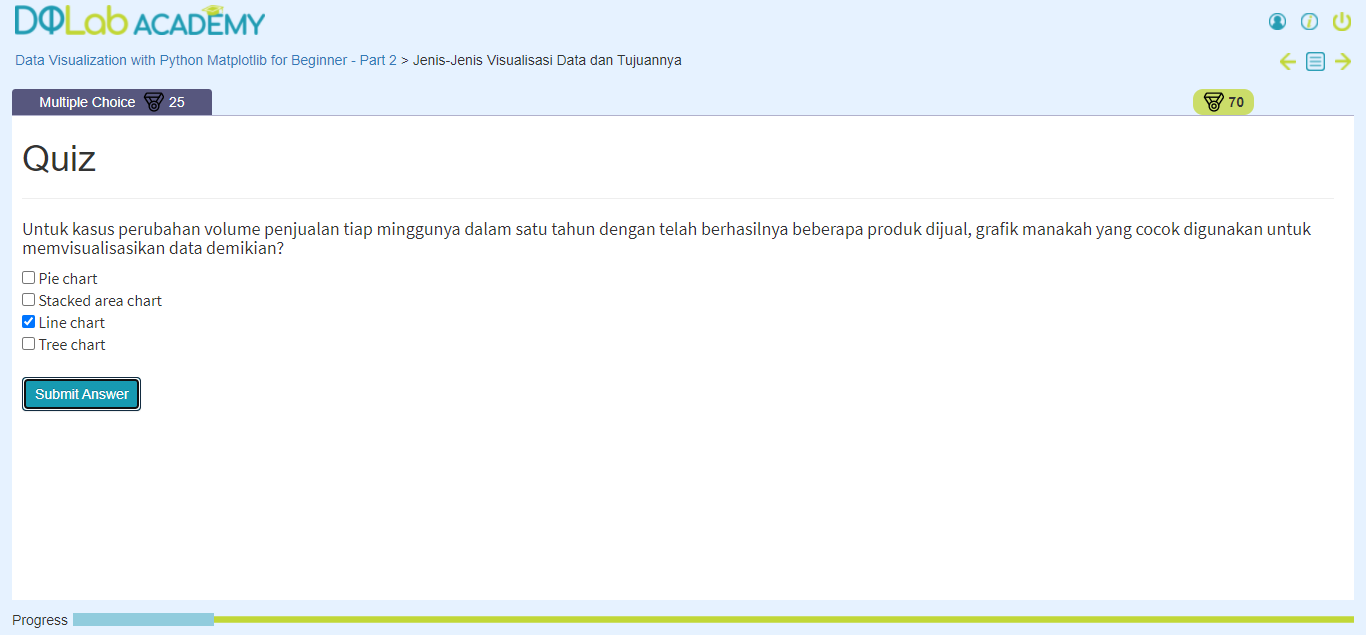 DQLab ACADEMY
Data Visualization with Python Matplotlib for Beginner - Part 2 > Jenis-Jenis Visualisasi Data dan Tujuannya
Multiple Choice 25
70
Quiz
Untuk kasus perubahan volume penjualan tiap minggunya dalam satu tahun dengan telah berhasilnya beberapa produk dijual, grafik manakah yang cocok digunakan untuk
memvisualisasikan data demikian?
Pie chart
Stacked area chart
Line chart
Tree chart
Submit Answer
Progress